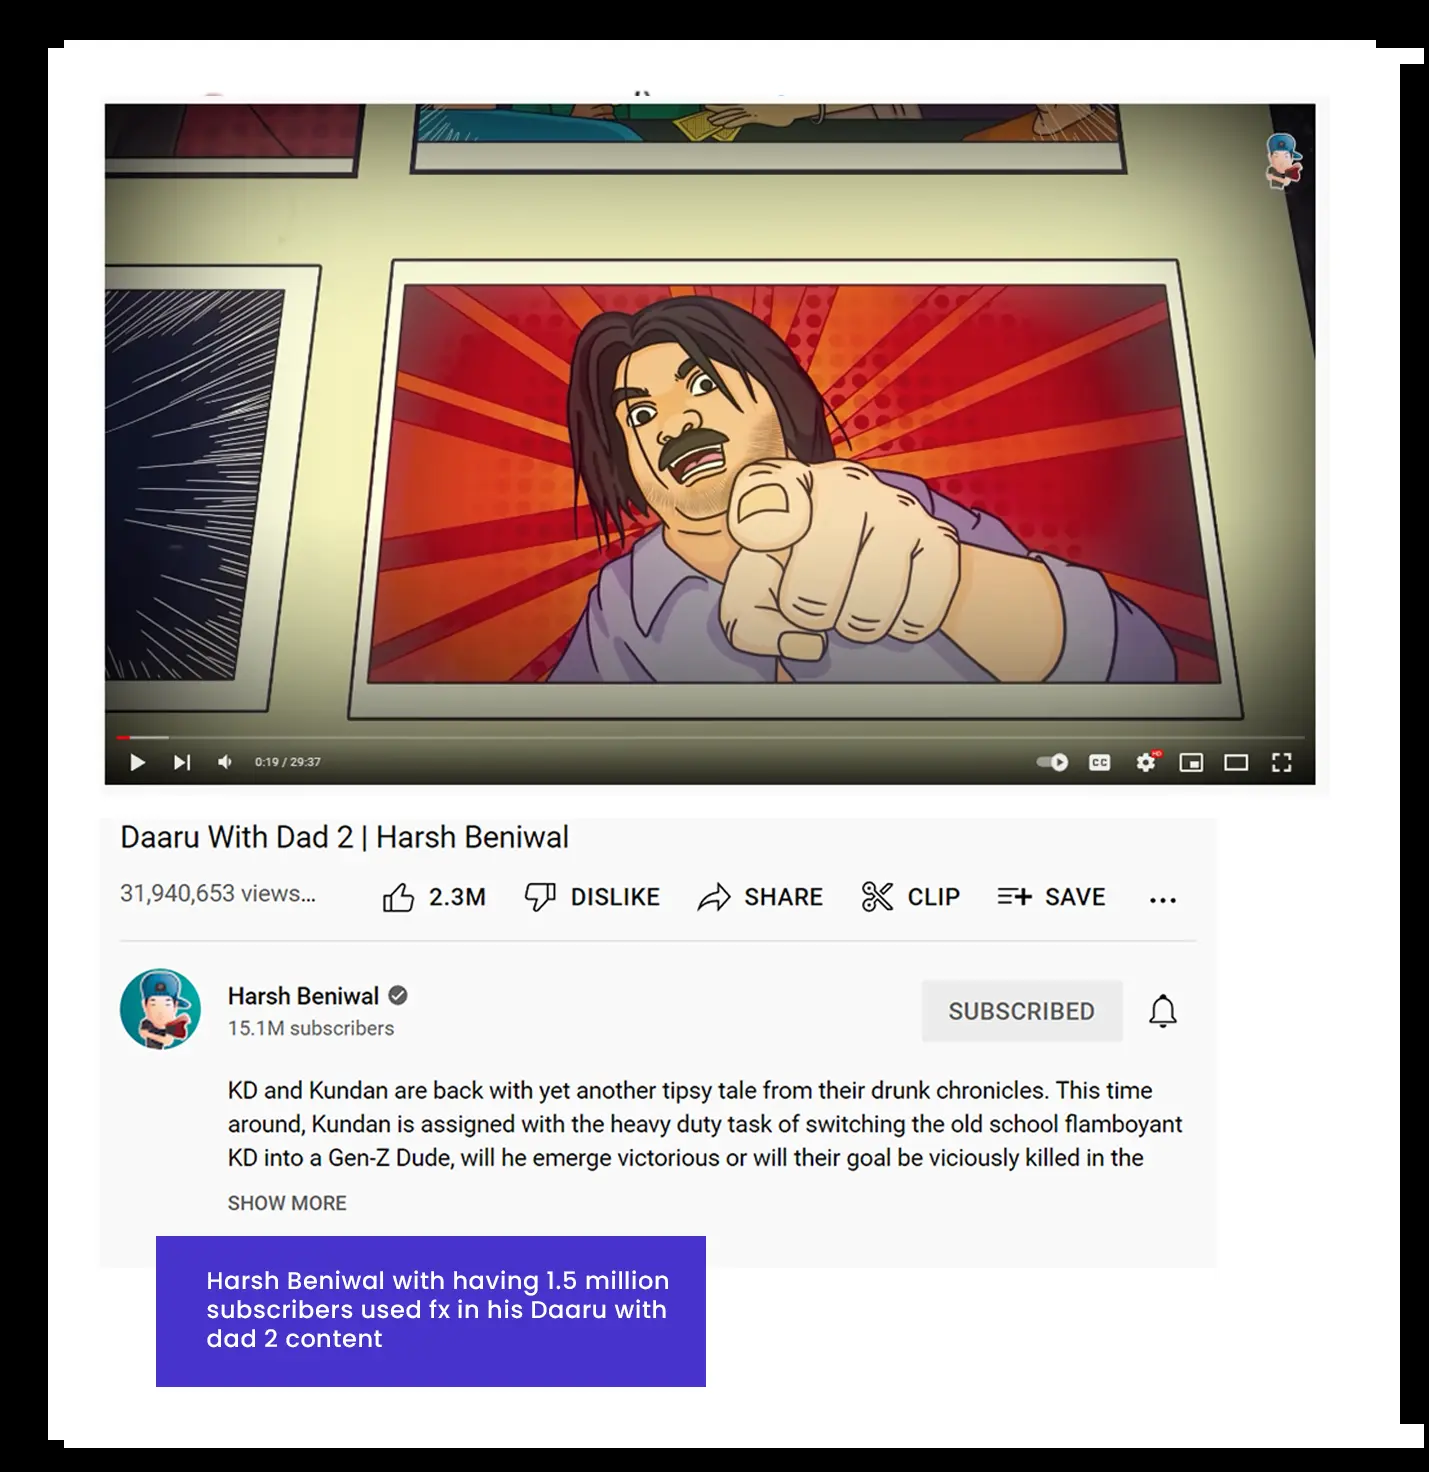 0:19 / 29:37
CC
HD
Daaru With Dad 2 | Harsh Beniwal
31,940,653 views...
2.3M
DISLIKE
SHARE
CLIP
SAVE
Harsh Beniwal
15.1M subscribers
SUBSCRIBED
KD and Kundan are back with yet another tipsy tale from their drunk chronicles. This time
around, Kundan is assigned with the heavy duty task of switching the old school flamboyant
KD into a Gen-Z Dude, will he emerge victorious or will their goal be viciously killed in the
SHOW MORE
Harsh Beniwal with having 1.5 million
subscribers used fx in his Daaru with
dad 2 content